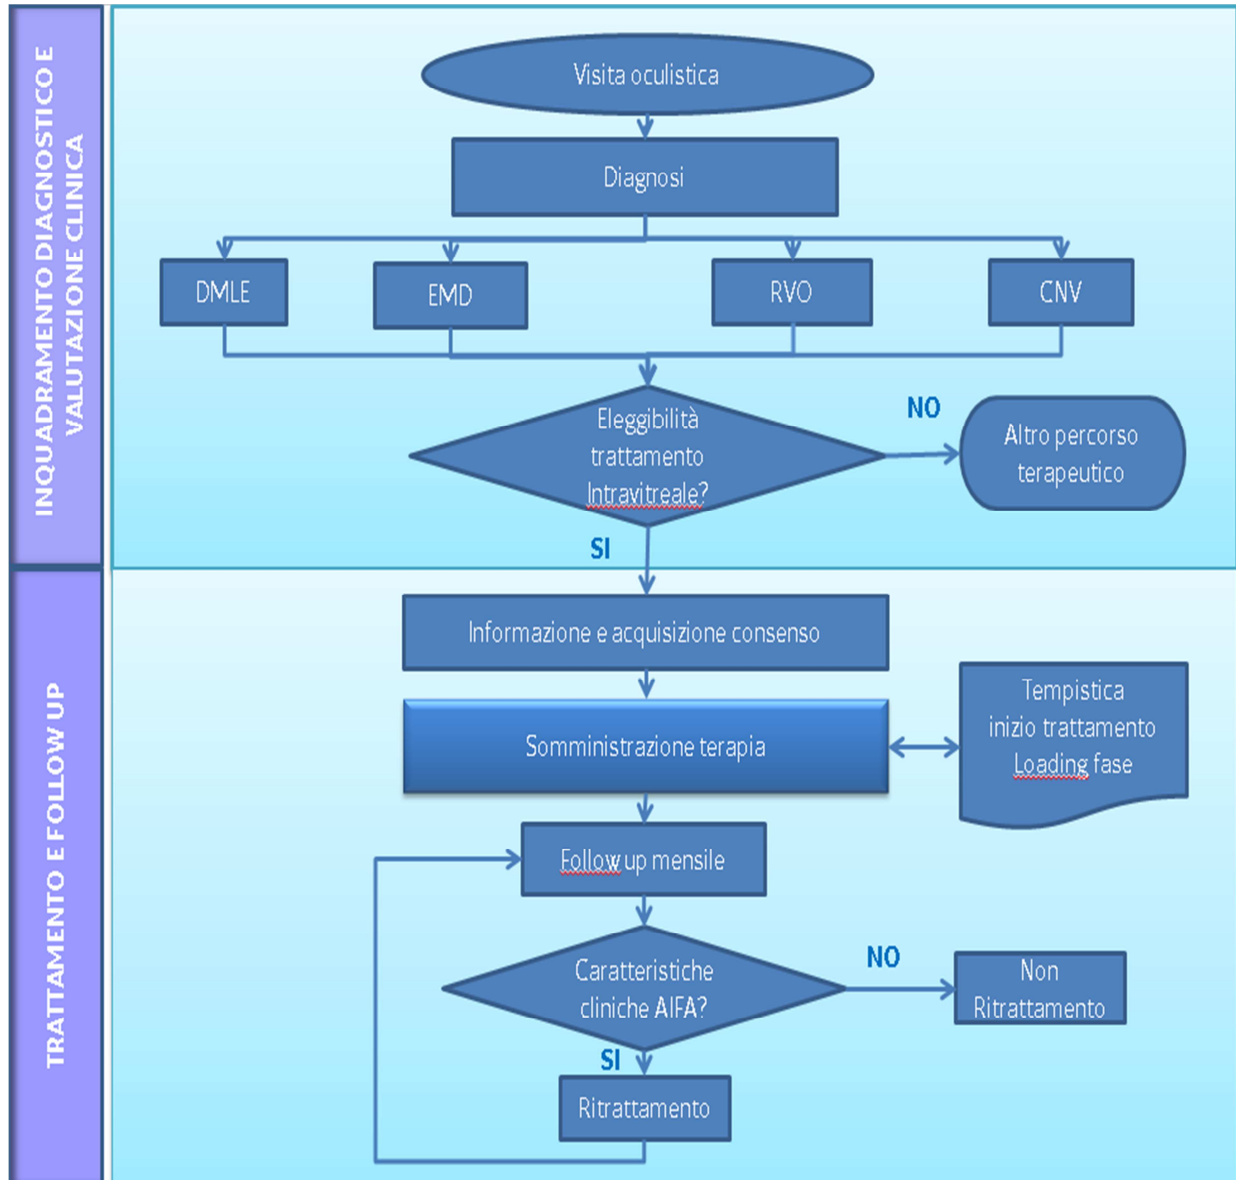 INQUADRAMENTO DIAGNOSTICO E
VALUTAZIONE CLINICA
Visita oculistica
Diagnosi
DMLE
EMD
RVO
CNV
Eleggibilità
trattamento
Intravitreale?
NO
Altro percorso
terapeutico
SI
TRATTAMENTO E FOLLOW UP
Informazione e acquisizione consenso
Somministrazione terapia
Tempistica
inizio trattamento
Loading fase
Follow up mensile
Caratteristiche
cliniche AIFA?
NO
Non
Ritrattamento
SI
Ritrattamento